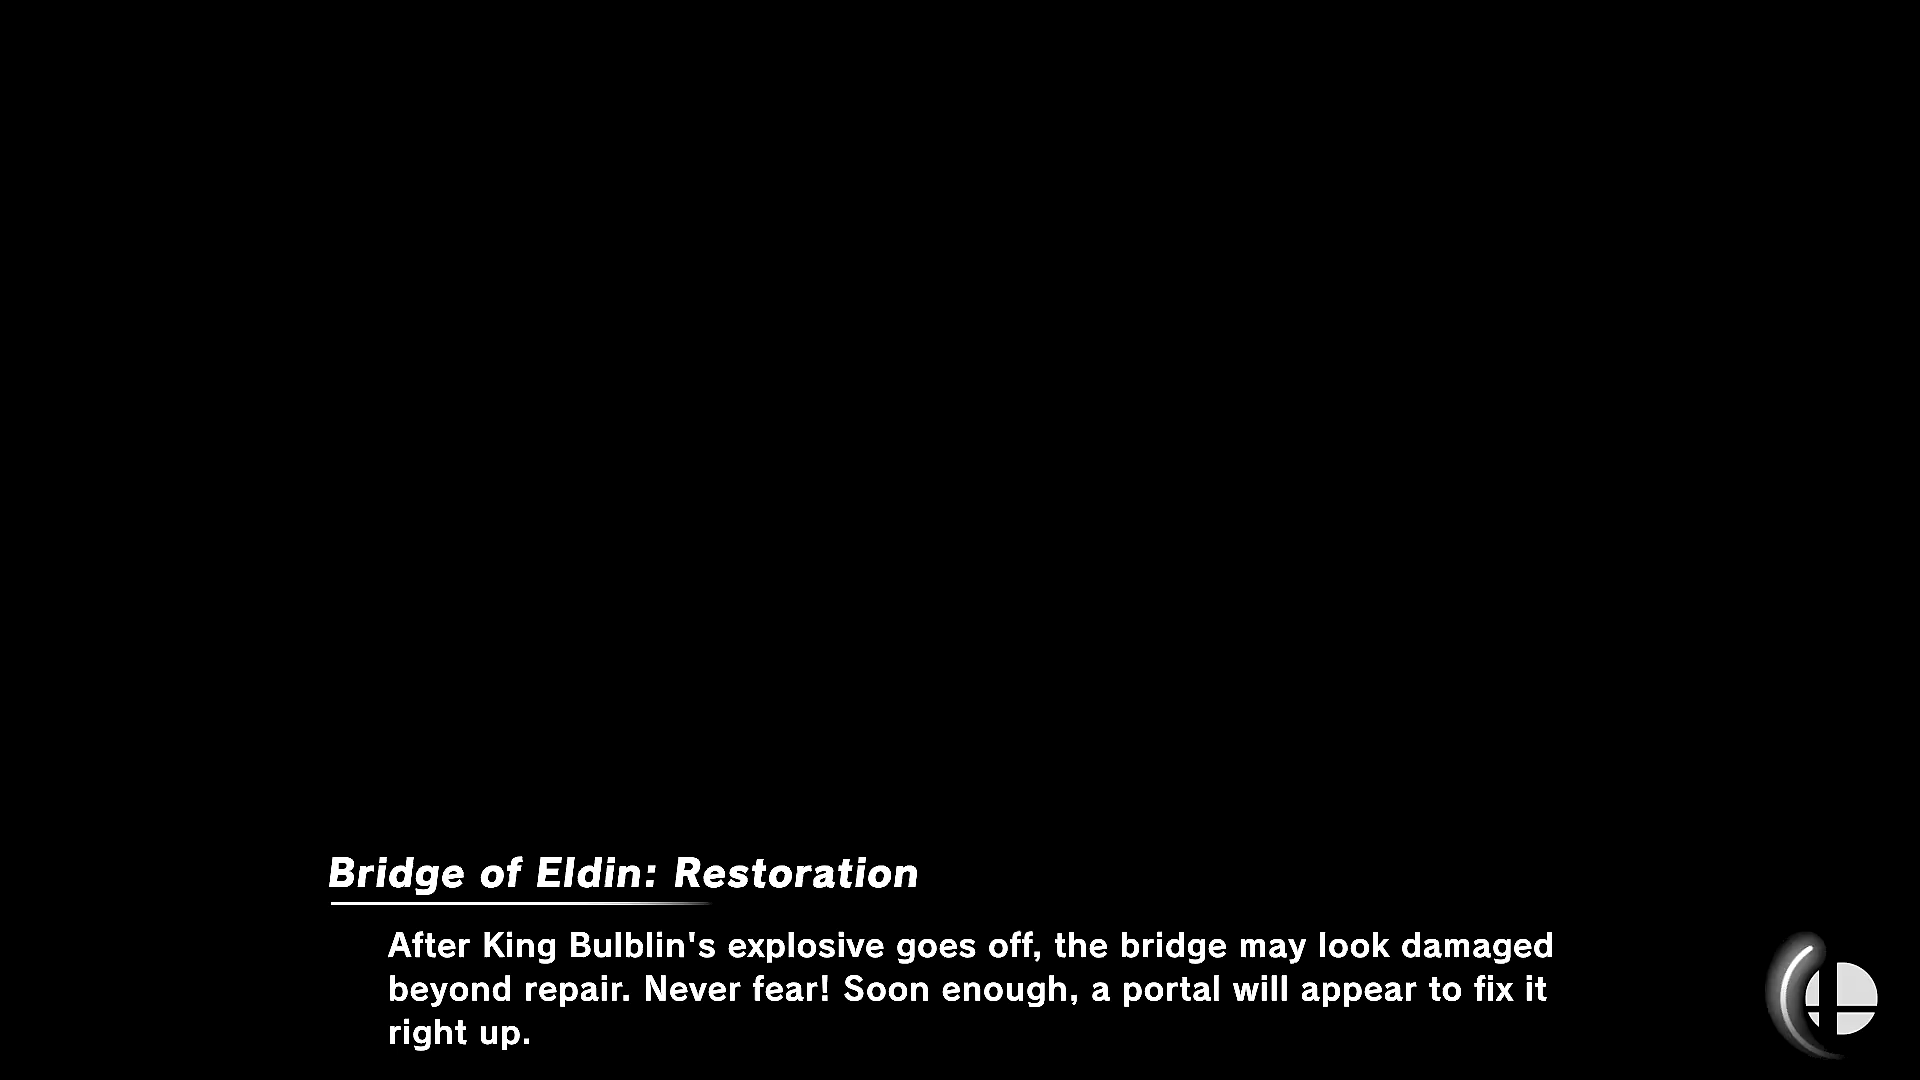 Bridge of Eldin: Restoration
After King Bulblin's explosive goes off, the bridge may look damaged
beyond repair. Never fear! Soon enough, a portal will appear to fix it
right up.